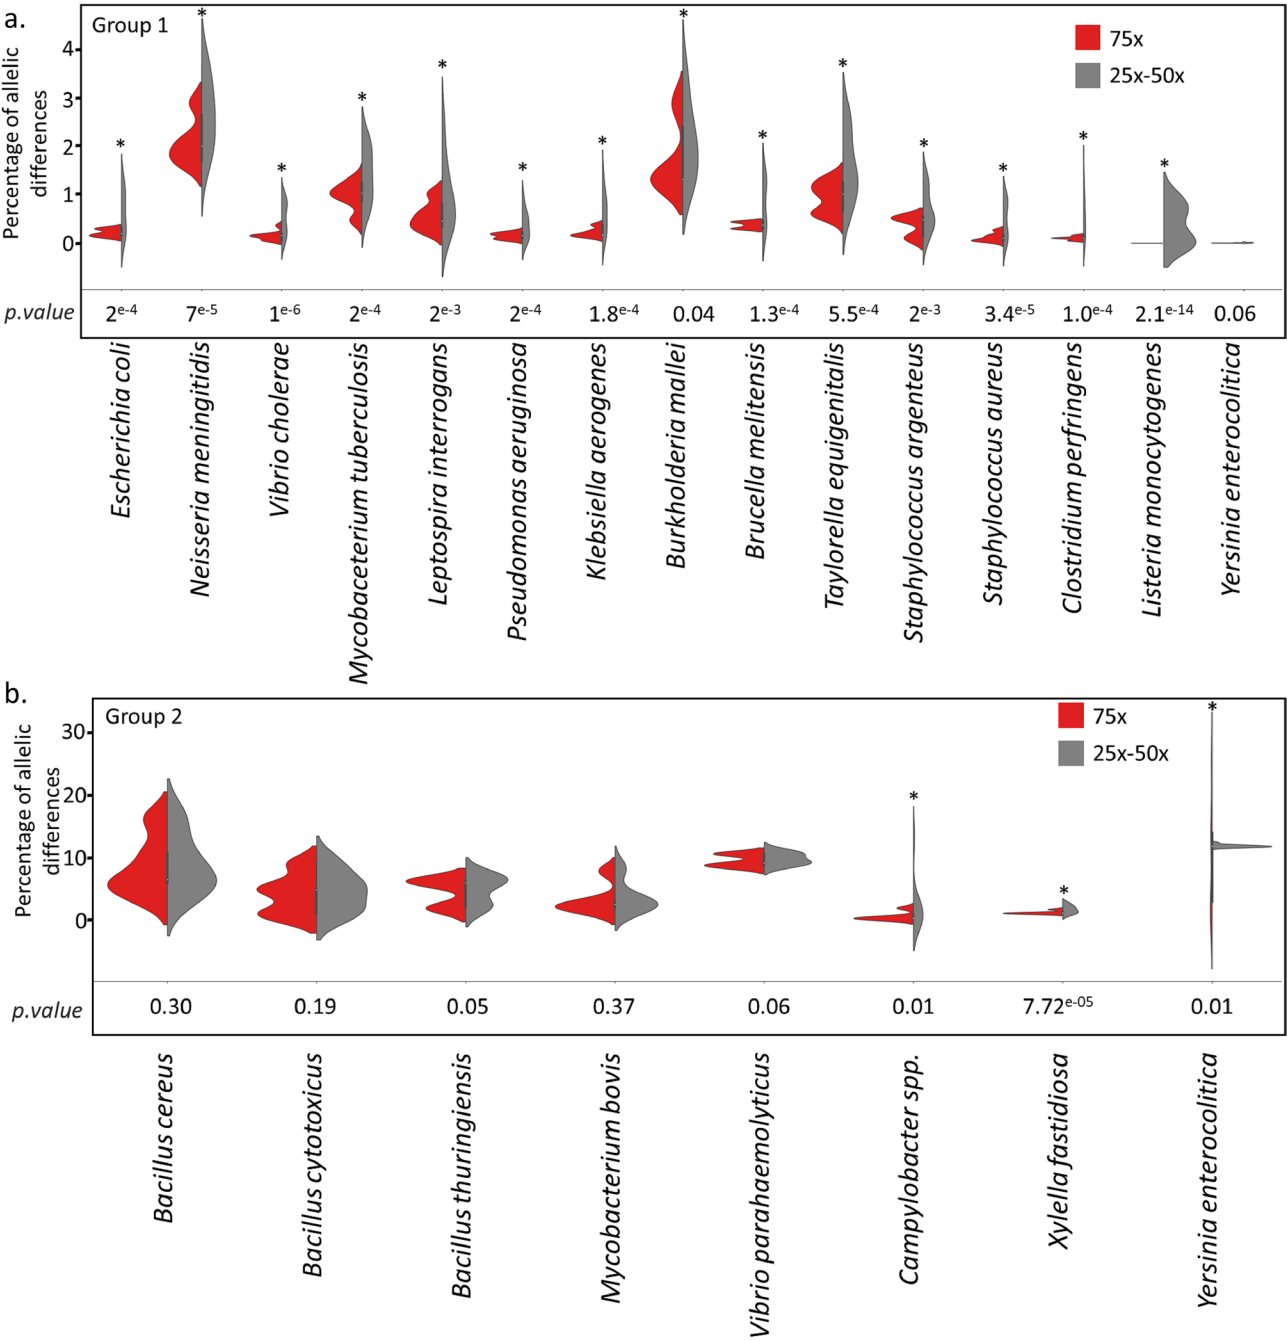 a.
Group 1
75x
25x-50x
Percentage of allelic
differences
4
3
2
1
0
* * * * * * * * * * * * * *
p.value 2e-4 7e-5 1e-6 2e-4 2e-3 2e-4 1.8e-4 0.04 1.3e-4 5.5e-4 2e-3 3.4e-5 1.0e-4 2.1e-14 0.06
Escherichia coli
Neisseria meningitidis
Vibrio cholerae
Mycobaceterium tuberculosis
Leptospira interrogans
Pseudomonas aeruginosa
Klebsiella aerogenes
Burkholderia mallei
Brucella melitensis
Taylorella equigenitalis
Staphylococcus argenteus
Staphylococcus aureus
Clostridium perfringens
Listeria monocytogenes
Yersinia enterocolitica
b.
Group 2
75x
25x-50x
Percentage of allelic
differences
30
20
10
0
* * *
p.value 0.30 0.19 0.05 0.37 0.06 0.01 7.72e-05 0.01
Bacillus cereus
Bacillus cytotoxicus
Bacillus thuringiensis
Mycobacterium bovis
Vibrio parahaemolyticus
Campylobacter spp.
Xylella fastidiosa
Yersinia enterocolitica